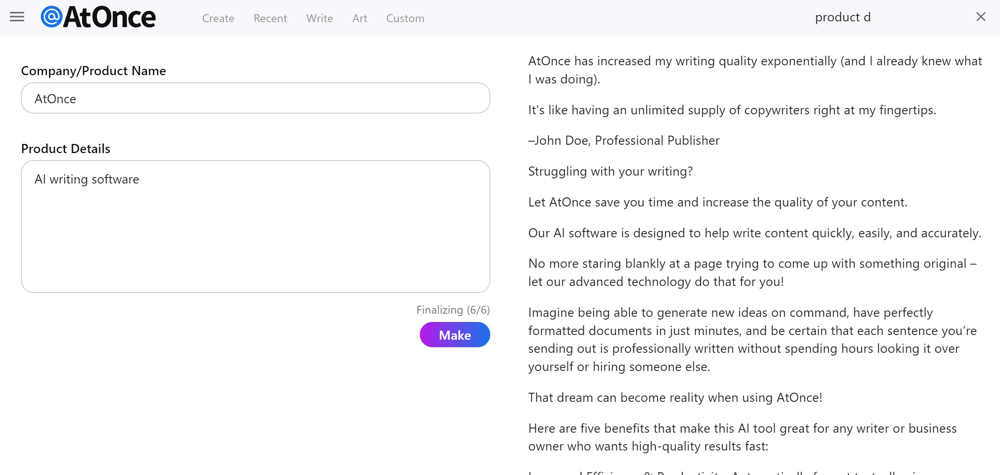 @AtOnce
Create Recent Write Art Custom
product d
Company/Product Name
AtOnce
Product Details
AI writing software
Finalizing (6/6)
Make
AtOnce has increased my writing quality exponentially (and I already knew what
I was doing).
It's like having an unlimited supply of copywriters right at my fingertips.
–John Doe, Professional Publisher
Struggling with your writing?
Let AtOnce save you time and increase the quality of your content.
Our AI software is designed to help write content quickly, easily, and accurately.
No more staring blankly at a page trying to come up with something original –
let our advanced technology do that for you!
Imagine being able to generate new ideas on command, have perfectly
formatted documents in just minutes, and be certain that each sentence you’re
sending out is professionally written without spending hours looking it over
yourself or hiring someone else.
That dream can become reality when using AtOnce!
Here are five benefits that make this AI tool great for any writer or business
owner who wants high-quality results fast: